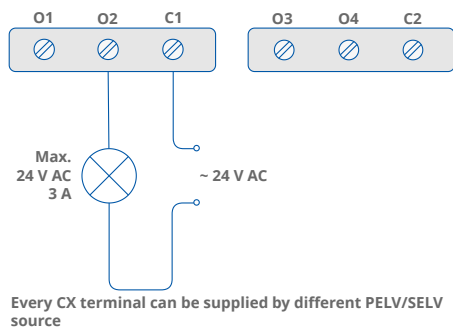 O1 O2 C1 O3 O4 C2
Max.
24 V AC
3 A
~ 24 V AC
Every CX terminal can be supplied by different PELV/SELV
source